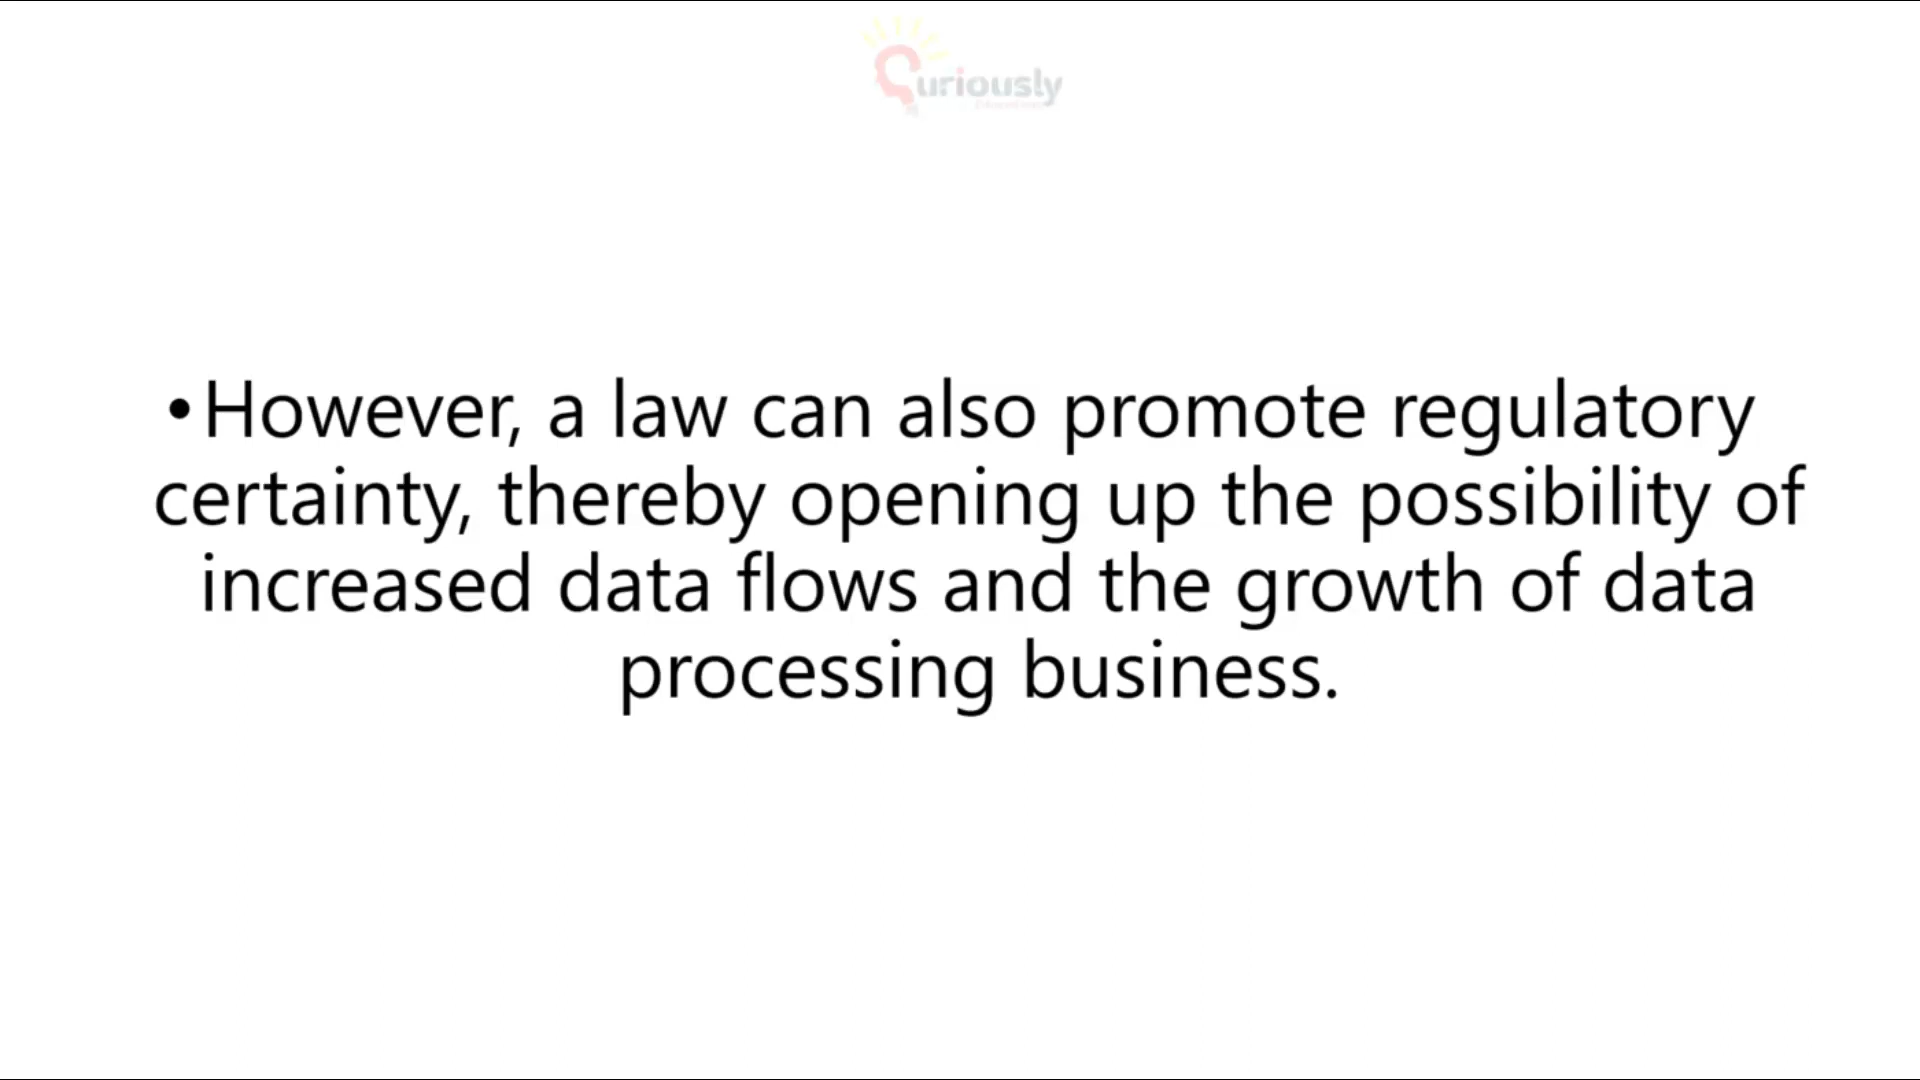 uriously
•However, a law can also promote regulatory
certainty, thereby opening up the possibility of
increased data flows and the growth of data
processing business.